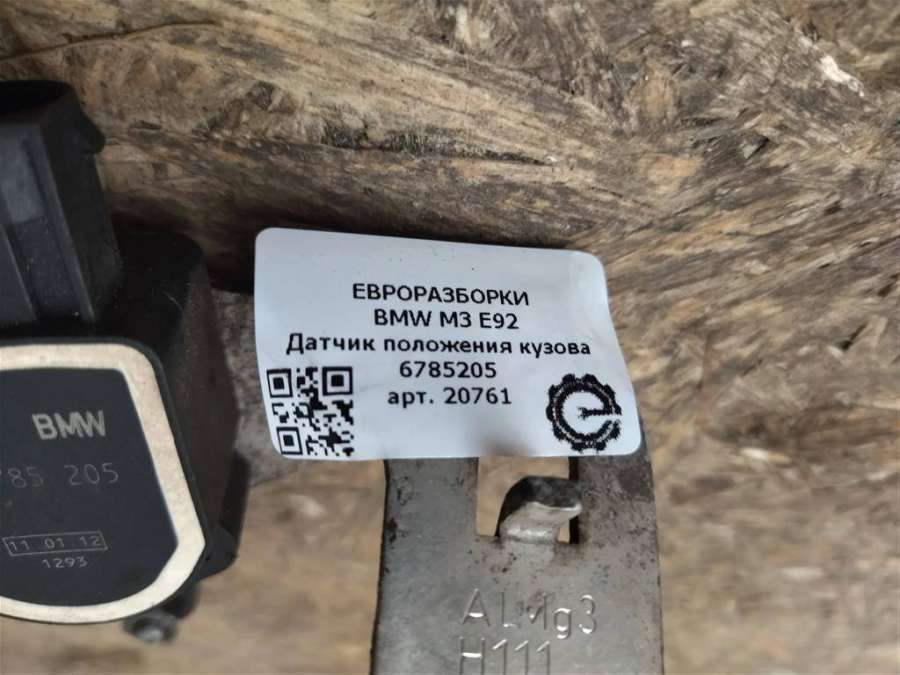 ЕВРОРАЗБОРКИ
BMW M3 E92
Датчик положения кузова
6785205
арт. 20761
BMW
85 205
11.01.12
1293
ALMg3
H111